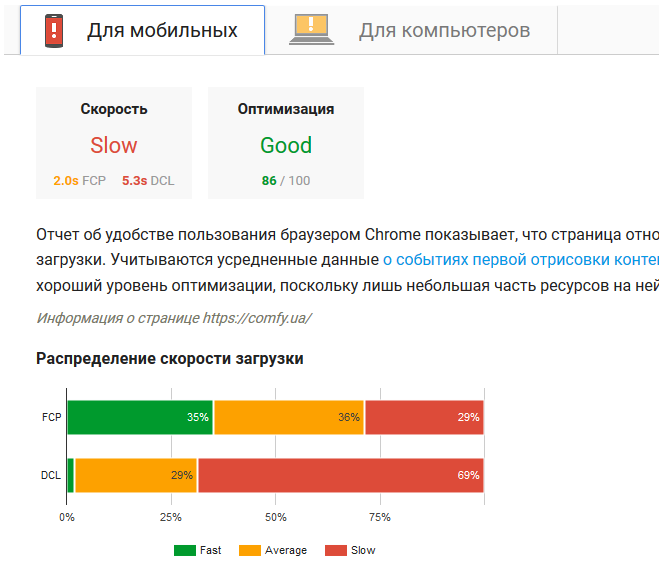 Для мобильных
Для компьютеров
Скорость
Оптимизация
Slow
Good
2.0s FCP 5.3s DCL
86 / 100
Отчет об удобстве пользования браузером Chrome показывает, что страница отно
загрузки. Учитываются усредненные данные о событиях первой отрисовки контен
хороший уровень оптимизации, поскольку лишь небольшая часть ресурсов на ней
Информация о странице https://comfy.ua/
Распределение скорости загрузки
FCP 35% 36% 29%
DCL 29% 69%
0% 25% 50% 75%
Fast Average Slow